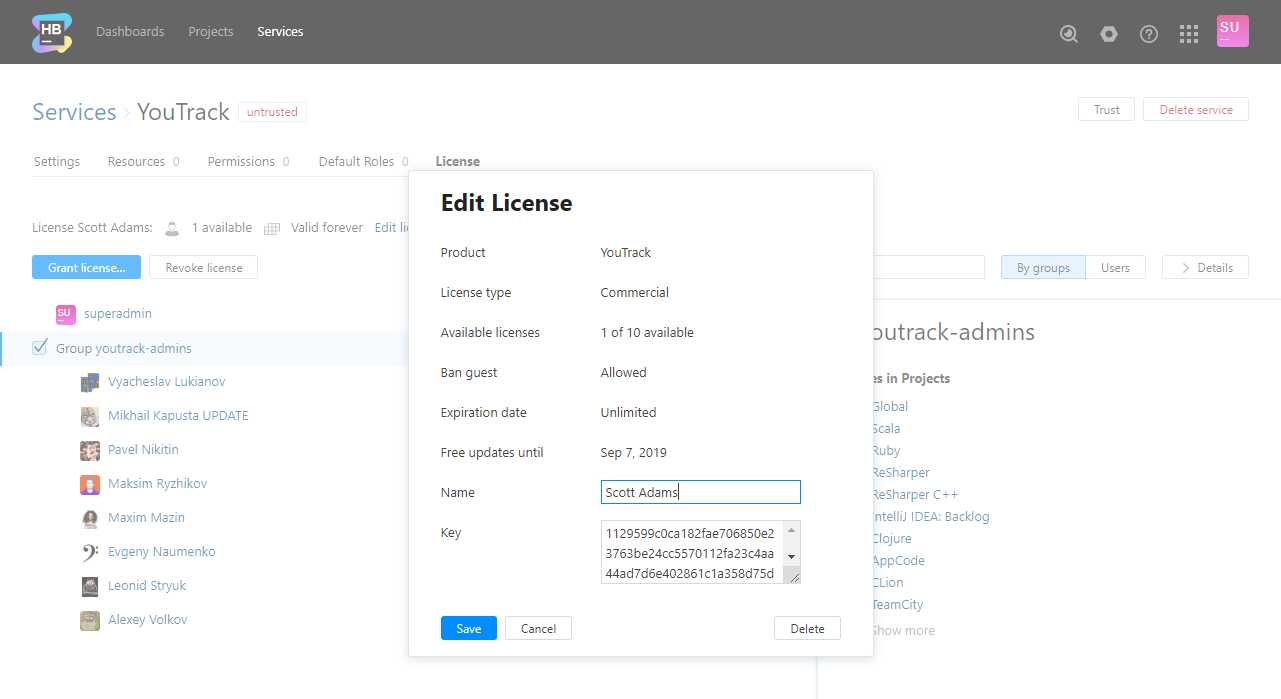 HB
Dashboards Projects Services
SU
Services › YouTrack untrusted
Trust Delete service
Settings Resources 0 Permissions 0 Default Roles 0 License
License Scott Adams: 1 available Valid forever Edit li
Grant license... Revoke license
By groups Users Details
SU superadmin
Group youtrack-admins
Vyacheslav Lukianov
Mikhail Kapusta UPDATE
Pavel Nikitin
Maksim Ryzhikov
Maxim Mazin
Evgeny Naumenko
Leonid Stryuk
Alexey Volkov
Edit License
Product YouTrack
License type Commercial
Available licenses 1 of 10 available
Ban guest Allowed
Expiration date Unlimited
Free updates until Sep 7, 2019
Name Scott Adams
Key 1129599c0ca182fae706850e2
3763be24cc5570112fa23c4aa
44ad7d6e402861c1a358d75d
Save Cancel Delete
outrack-admins
es in Projects
Global
Scala
Ruby
ReSharper
ReSharper C++
IntelliJ IDEA: Backlog
Clojure
AppCode
CLion
TeamCity
Show more